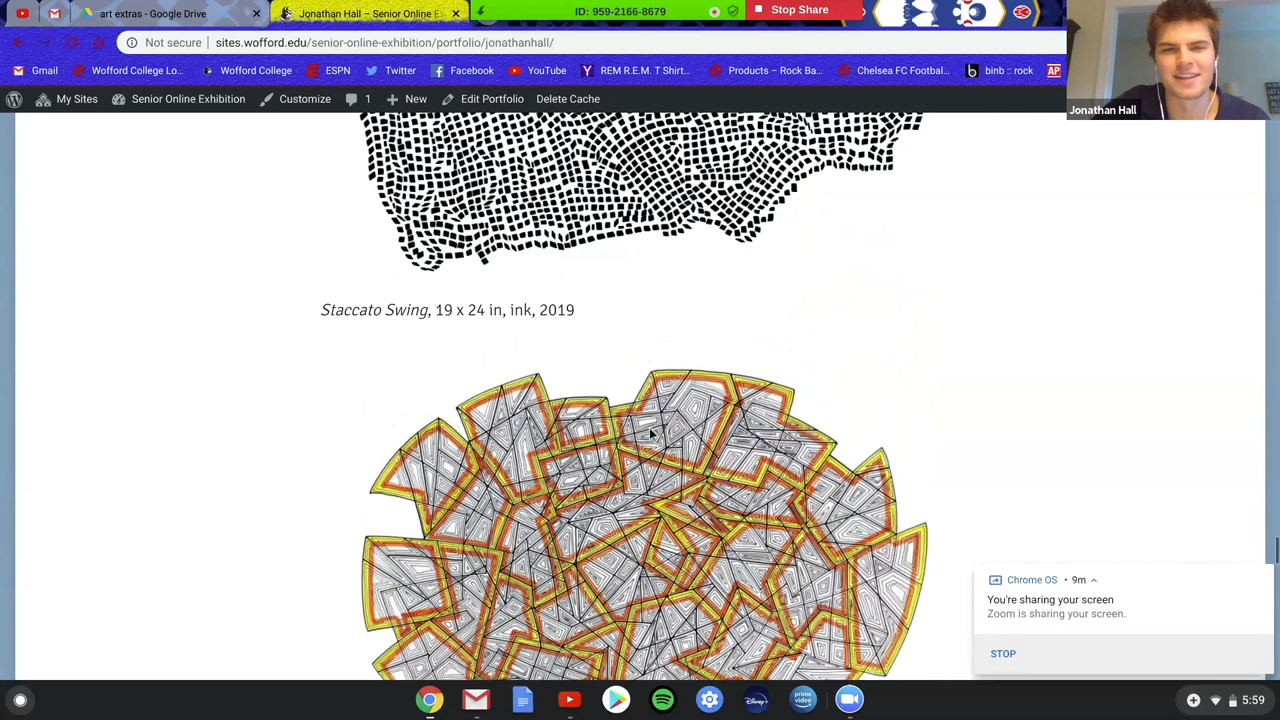 art extras - Google Drive
Jonathan Hall – Senior Online E
ID: 959-2166-8679
Stop Share
Not secure
sites.wofford.edu/senior-online-exhibition/portfolio/jonathanhall/
Gmail
Wofford College Lo...
Wofford College
ESPN
Twitter
Facebook
YouTube
REM R.E.M. T Shirt...
Products – Rock Ba...
Chelsea FC Footbal...
binb :: rock
AP
My Sites
Senior Online Exhibition
Customize
1
New
Edit Portfolio
Delete Cache
Jonathan Hall
Staccato Swing, 19 x 24 in, ink, 2019
Chrome OS • 9m
You're sharing your screen
Zoom is sharing your screen.
STOP
Disney+
prime video
5:59